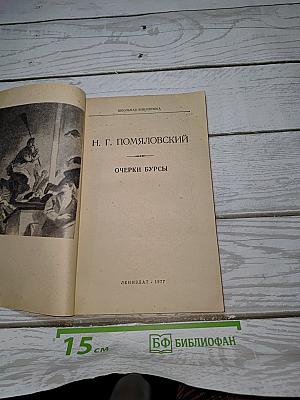 ШКОЛЬНАЯ БИБЛИОТЕКА
Н. Г. ПОМЯЛОВСКИЙ
ОЧЕРКИ БУРСЫ
ЛЕНИЗДАТ · 1977
15 см
БФ БИБЛИОФАН